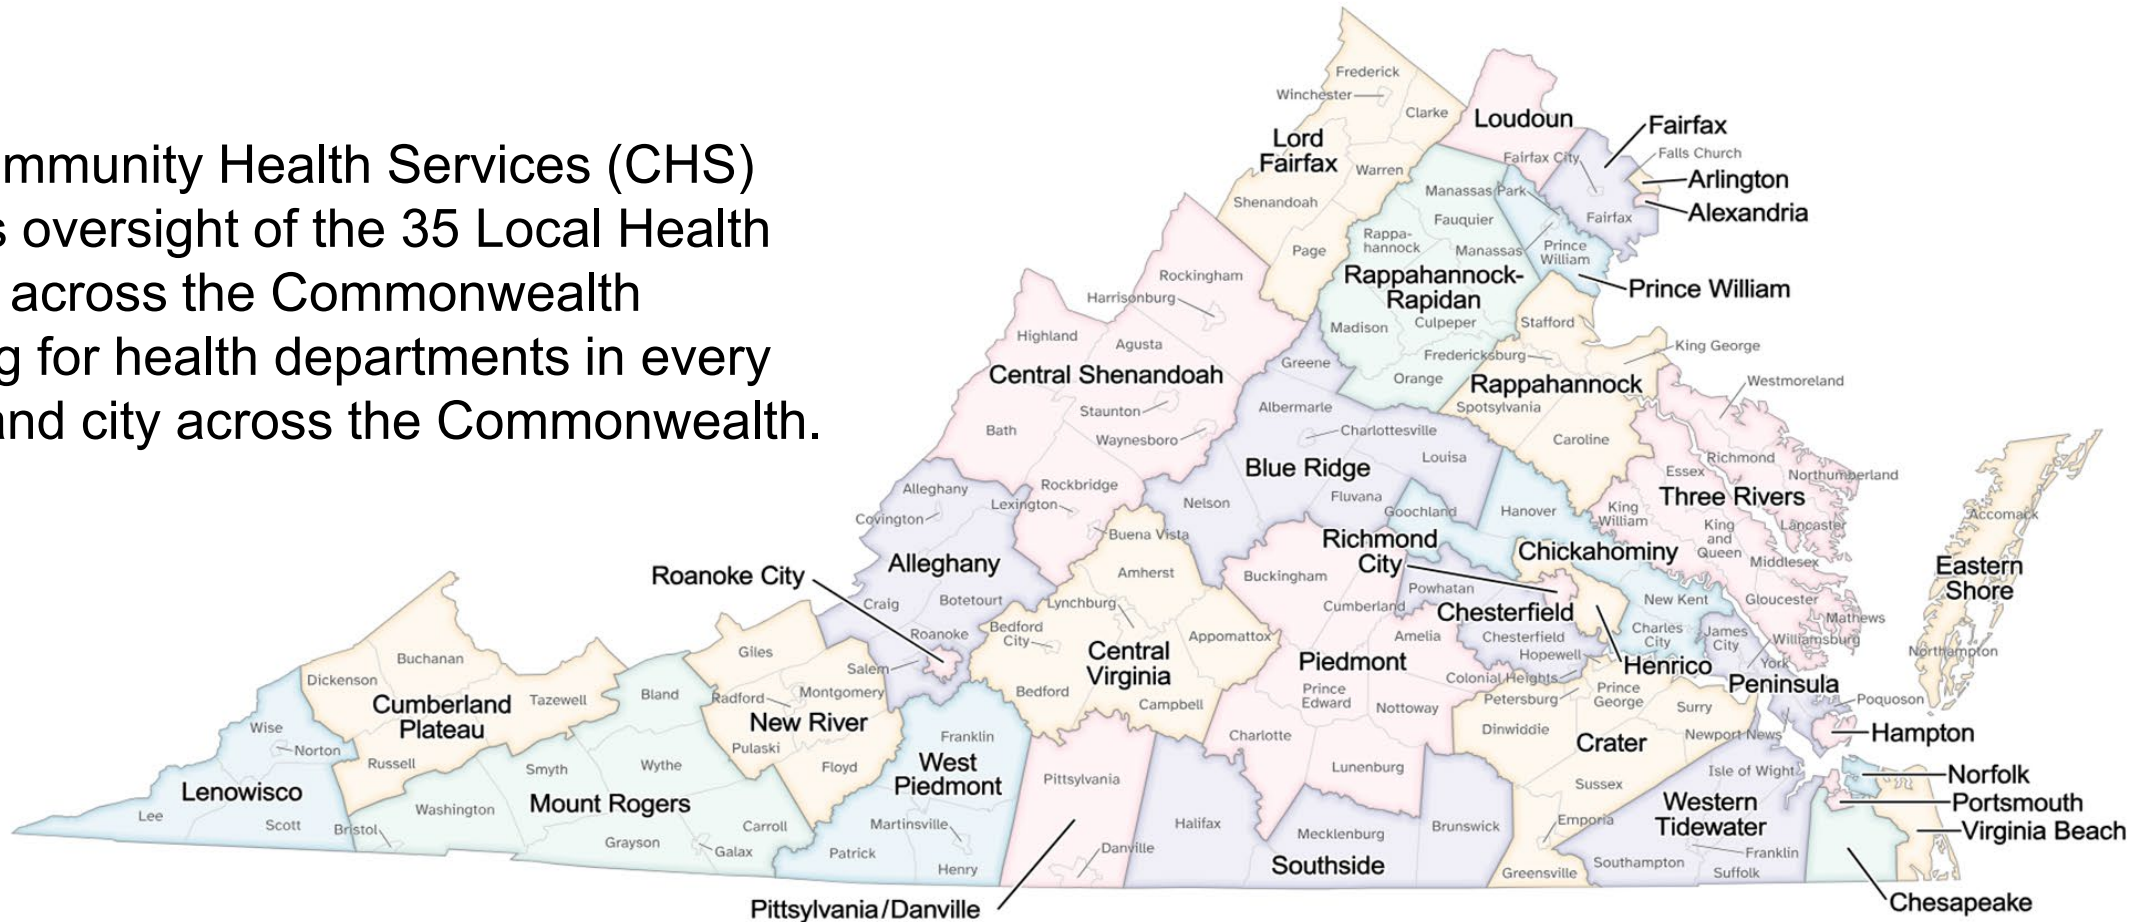 mmunity Health Services (CHS)
s oversight of the 35 Local Health
across the Commonwealth
g for health departments in every
and city across the Commonwealth.
Frederick
Winchester
Clarke
Lord
Fairfax
Warren
Shenandoah
Page
Loudoun
Fairfax
Fairfax City
Falls Church
Arlington
Alexandria
Fairfax
Manassas Park
Fauquier
Rappa-
hannock
Manassas
Prince
William
Rappahannock-
Rapidan
Prince William
Madison
Culpeper
Orange
Stafford
Fredericksburg
King George
Rappahannock
Spotsylvania
Caroline
Westmoreland
Rockingham
Harrisonburg
Highland
Agusta
Central Shenandoah
Staunton
Bath
Waynesboro
Rockbridge
Lexington
Buena Vista
Greene
Albermarle
Charlottesville
Blue Ridge
Louisa
Nelson
Fluvana
Goochland
Hanover
Richmond
Essex
Northumberland
Three Rivers
King
William
King
and
Queen
Lancaster
Middlesex
Gloucester
Mathews
Accomack
Eastern
Shore
Northampton
Alleghany
Covington
Alleghany
Craig
Botetourt
Roanoke
Salem
Roanoke City
Richmond
City
Chickahominy
New Kent
Charles
City
Buckingham
Cumberland
Powhatan
Chesterfield
Amelia
Chesterfield
Hopewell
Henrico
Colonial Heights
James
City
Williamsburg
York
Peninsula
Poquoson
Newport News
Hampton
Amherst
Lynchburg
Bedford
City
Appomattox
Central
Virginia
Bedford
Campbell
Piedmont
Prince
Edward
Nottoway
Charlotte
Lunenburg
Petersburg
Prince
George
Surry
Dinwiddie
Crater
Sussex
Emporia
Greensville
Buchanan
Dickenson
Cumberland
Plateau
Tazewell
Russell
Giles
Radford
Montgomery
New River
Pulaski
Floyd
Wise
Norton
Lenowisco
Lee
Scott
Bland
Smyth
Wythe
Washington
Mount Rogers
Bristol
Grayson
Carroll
Galax
Franklin
West
Piedmont
Martinsville
Patrick
Henry
Pittsylvania
Danville
Pittsylvania/Danville
Halifax
Mecklenburg
Brunswick
Southside
Isle of Wight
Western
Tidewater
Franklin
Southampton
Suffolk
Norfolk
Portsmouth
Virginia Beach
Chesapeake